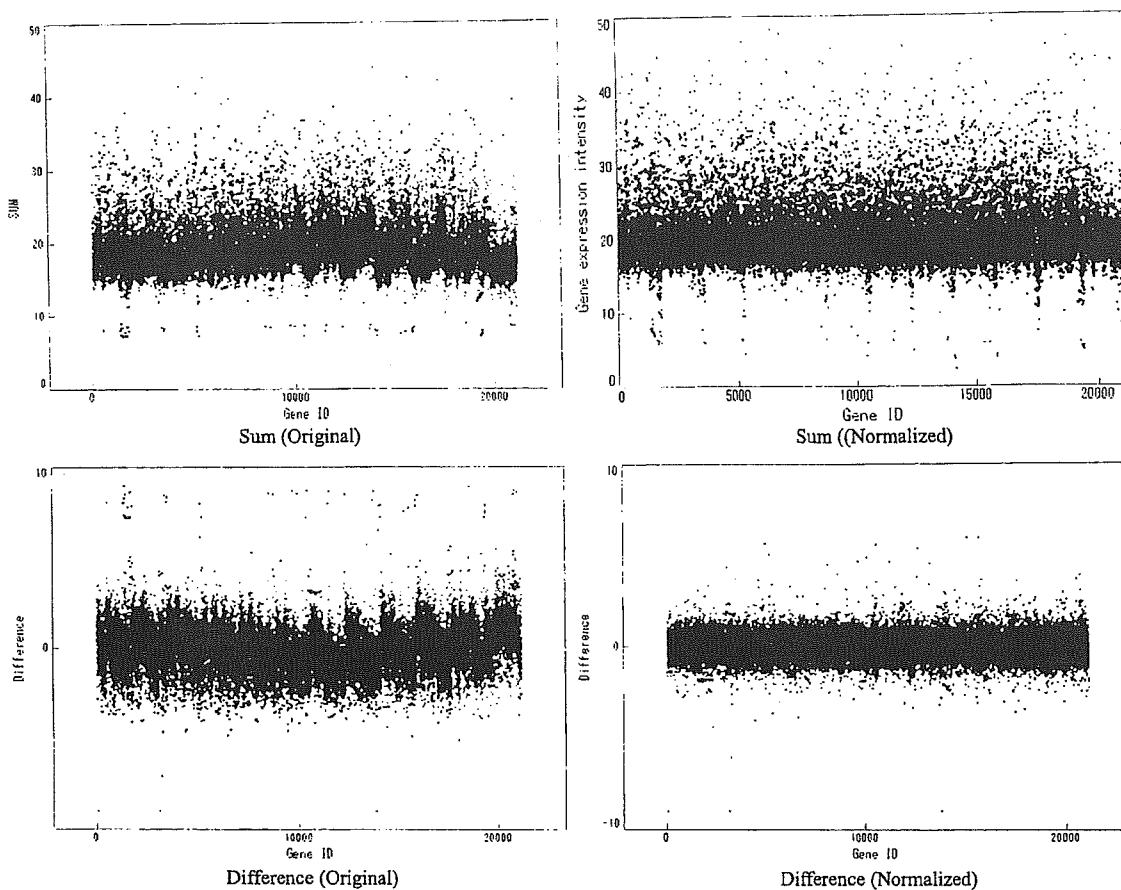 50
40
30
20
10
0
SUM
0
10000
20000
Gene ID
Sum (Original)
50
40
30
20
10
0
Gene expression intensity
0
5000
10000
15000
20000
Gene ID
Sum ((Normalized)
10
0
Difference
0
10000
20000
Gene ID
Difference (Original)
10
0
-10
Difference
0
10000
20000
Gene ID
Difference (Normalized)